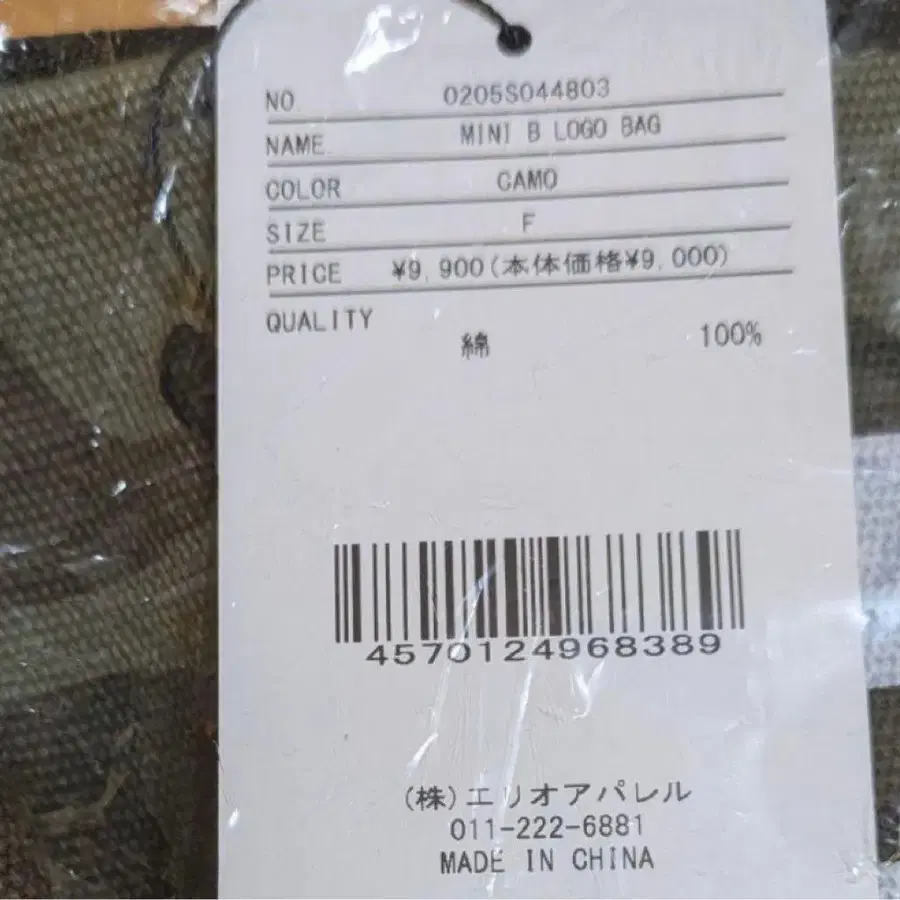 NO. 0205S044803
NAME MINI B LOGO BAG
COLOR CAMO
SIZE F
PRICE ¥9,900(本体価格¥9,000)
QUALITY
綿 100%
4570124968389
(株)エリオアパレル
011-222-6881
MADE IN CHINA